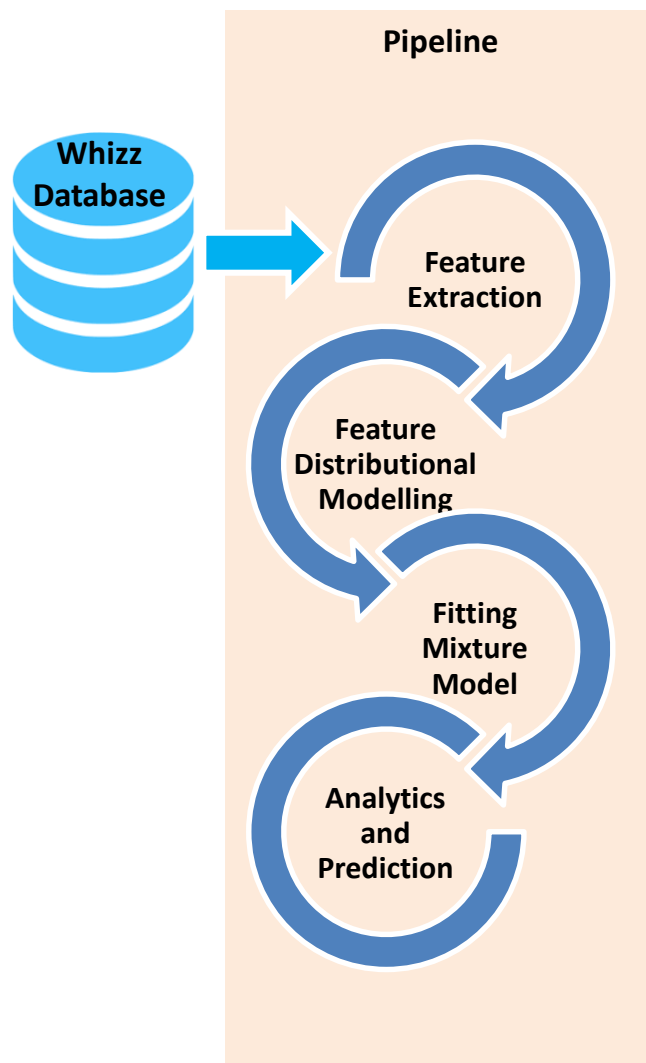 Pipeline
Whizz
Database
Feature
Extraction
Feature
Distributional
Modelling
Fitting
Mixture
Model
Analytics
and
Prediction